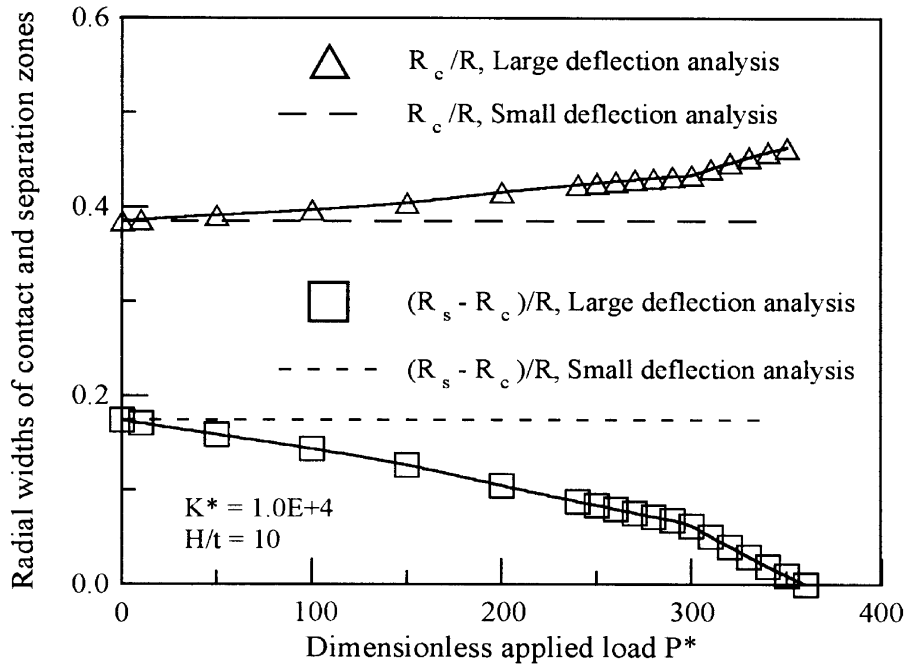 Radial widths of contact and separation zones
0.6
0.4
0.2
0.0
R c /R, Large deflection analysis
R c /R, Small deflection analysis
(R s - R c )/R, Large deflection analysis
(R s - R c )/R, Small deflection analysis
K* = 1.0E+4
H/t = 10
0 100 200 300 400
Dimensionless applied load P*